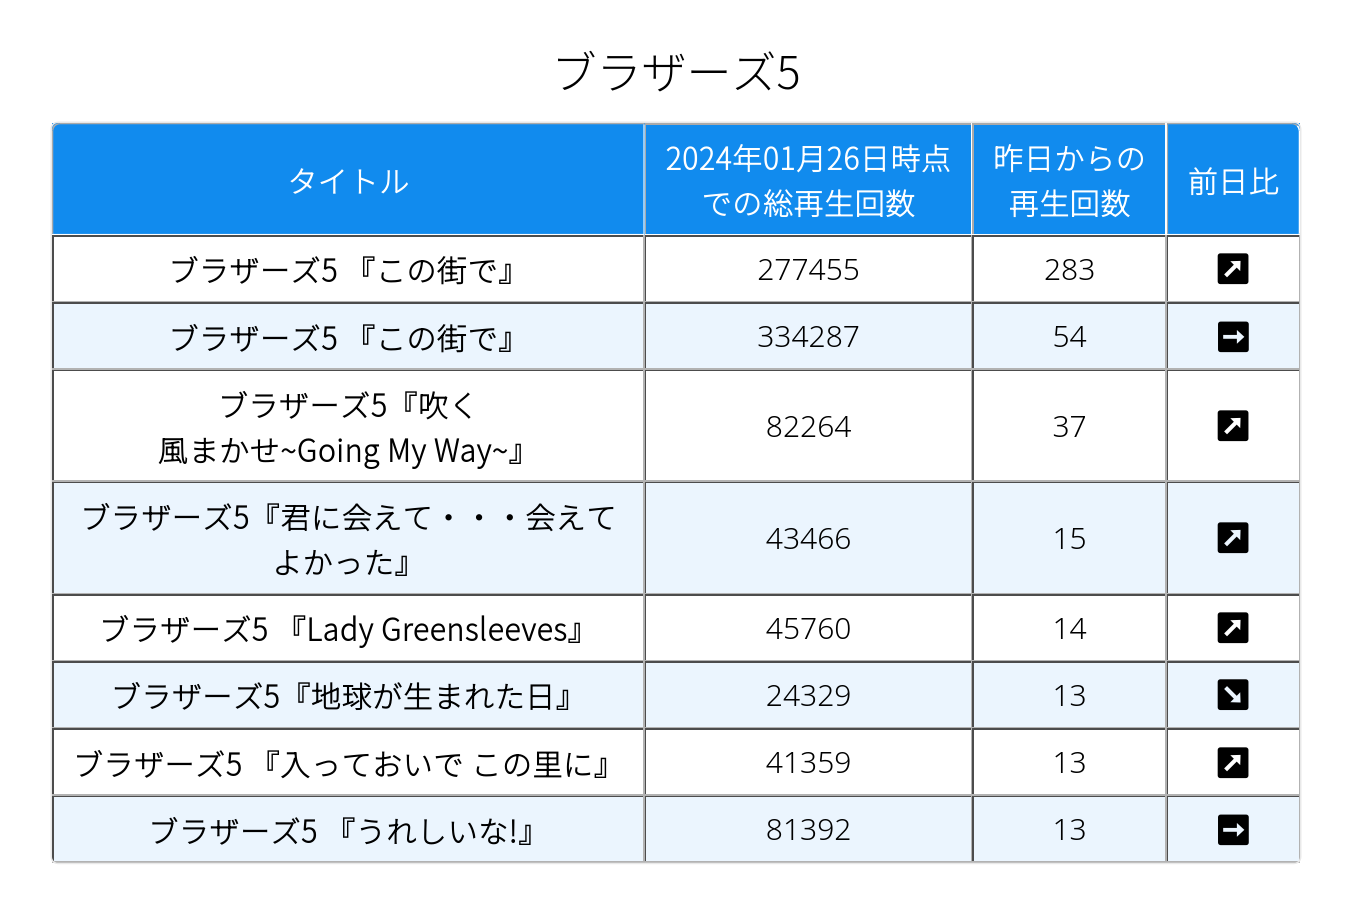 ブラザーズ5
タイトル
2024年01月26日時点
での総再生回数
昨日からの
再生回数
前日比
ブラザーズ5 『この街で』
277455
283
ブラザーズ5 『この街で』
334287
54
ブラザーズ5『吹く
風まかせ~Going My Way~』
82264
37
ブラザーズ5『君に会えて・・・会えて
よかった』
43466
15
ブラザーズ5 『Lady Greensleeves』
45760
14
ブラザーズ5『地球が生まれた日』
24329
13
ブラザーズ5 『入っておいで この里に』
41359
13
ブラザーズ5 『うれしいな!』
81392
13